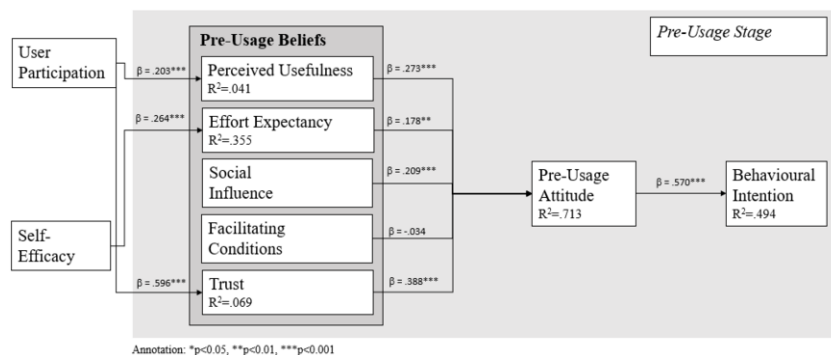 Pre-Usage Stage
Pre-Usage Beliefs
User
Participation
β = .203***
Perceived Usefulness
R²=.041
β = .273***
β = .264***
Effort Expectancy
R²=.355
β = .178**
Social
Influence
β = .209***
Pre-Usage
Attitude
R²=.713
β = .570***
Behavioural
Intention
R²=.494
Self-
Efficacy
Facilitating
Conditions
β = -.034
β = .596***
Trust
R²=.069
β = .388***
Annotation: *p<0.05, **p<0.01, ***p<0.001